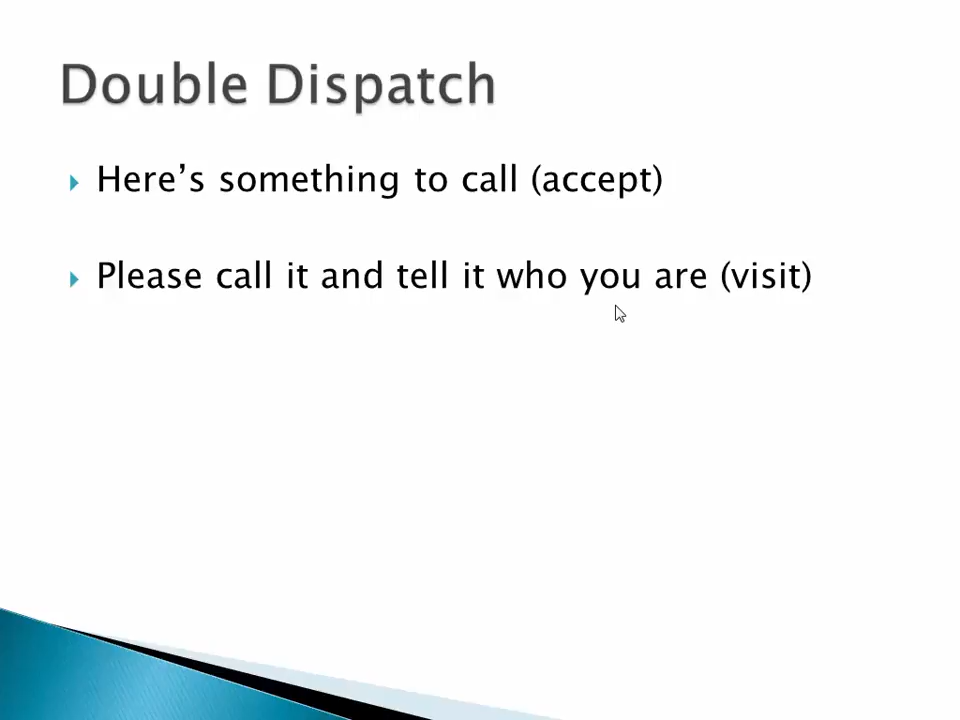 Double Dispatch
Here’s something to call (accept)
Please call it and tell it who you are (visit)